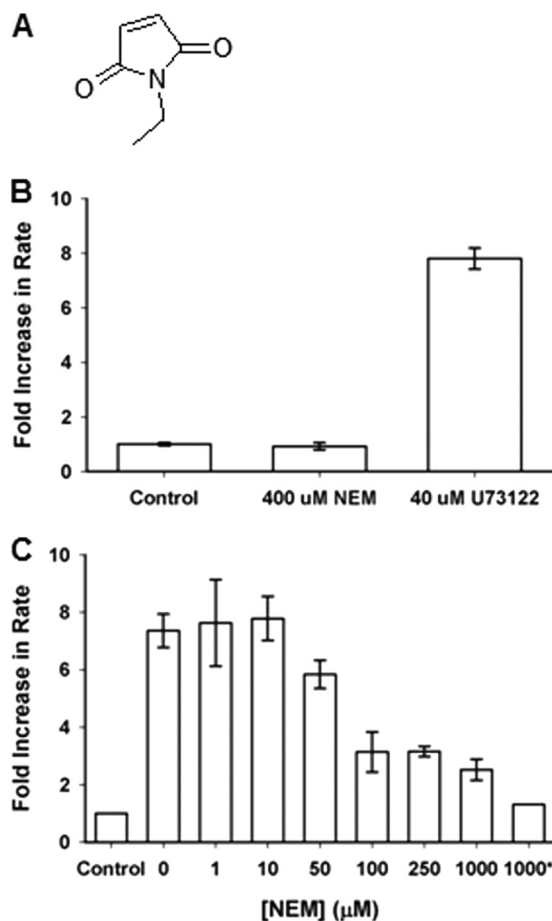 A
O
N
O
B
Fold Increase in Rate
10
8
6
4
2
0
Control 400 uM NEM 40 uM U73122
C
Fold Increase in Rate
10
8
6
4
2
0
Control 0 1 10 50 100 250 1000 1000*
[NEM] (µM)